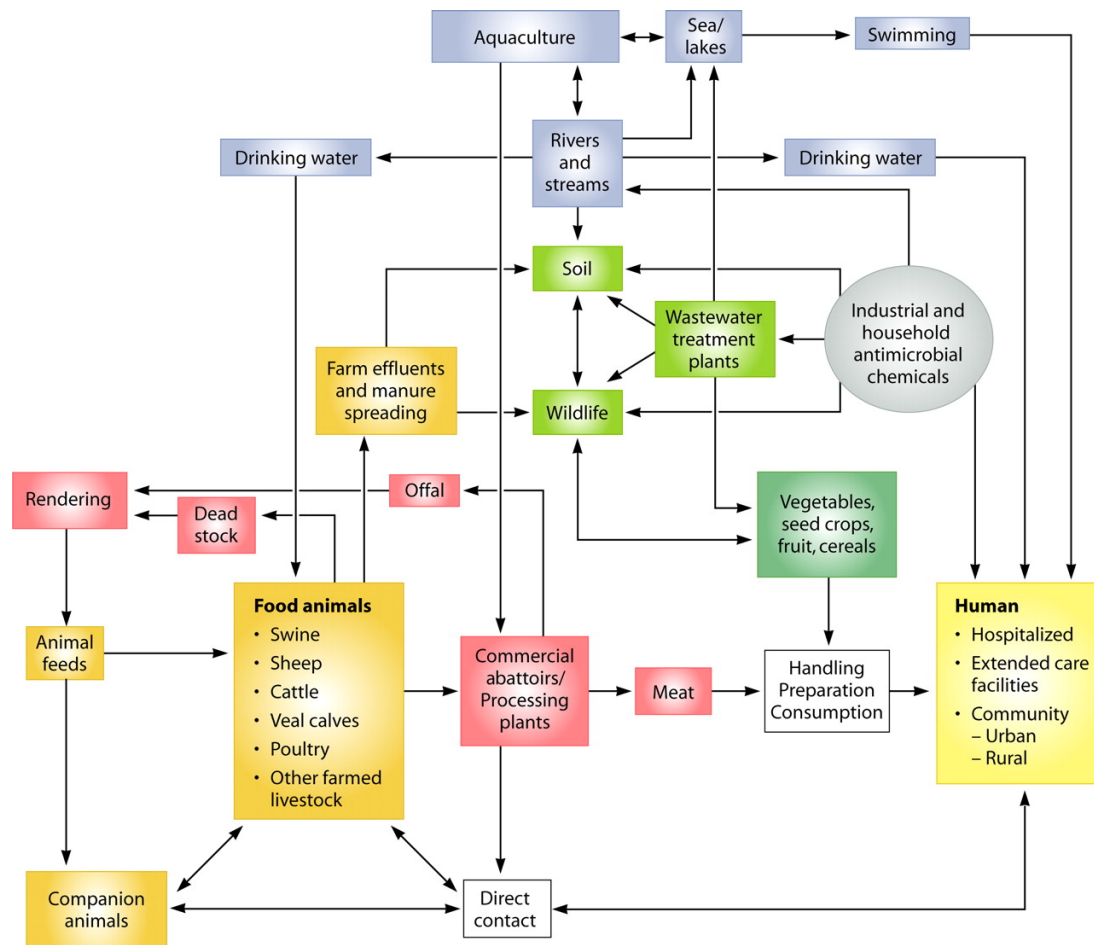 Aquaculture
Sea/
lakes
Swimming
Drinking water
Rivers
and
streams
Drinking water
Soil
Wastewater
treatment
plants
Industrial and
household
antimicrobial
chemicals
Farm effluents
and manure
spreading
Wildlife
Rendering
Offal
Dead
stock
Vegetables,
seed crops,
fruit, cereals
Animal
feeds
Food animals
• Swine
• Sheep
• Cattle
• Veal calves
• Poultry
• Other farmed
livestock
Commercial
abattoirs/
Processing
plants
Meat
Handling
Preparation
Consumption
Human
• Hospitalized
• Extended care
facilities
• Community
– Urban
– Rural
Companion
animals
Direct
contact